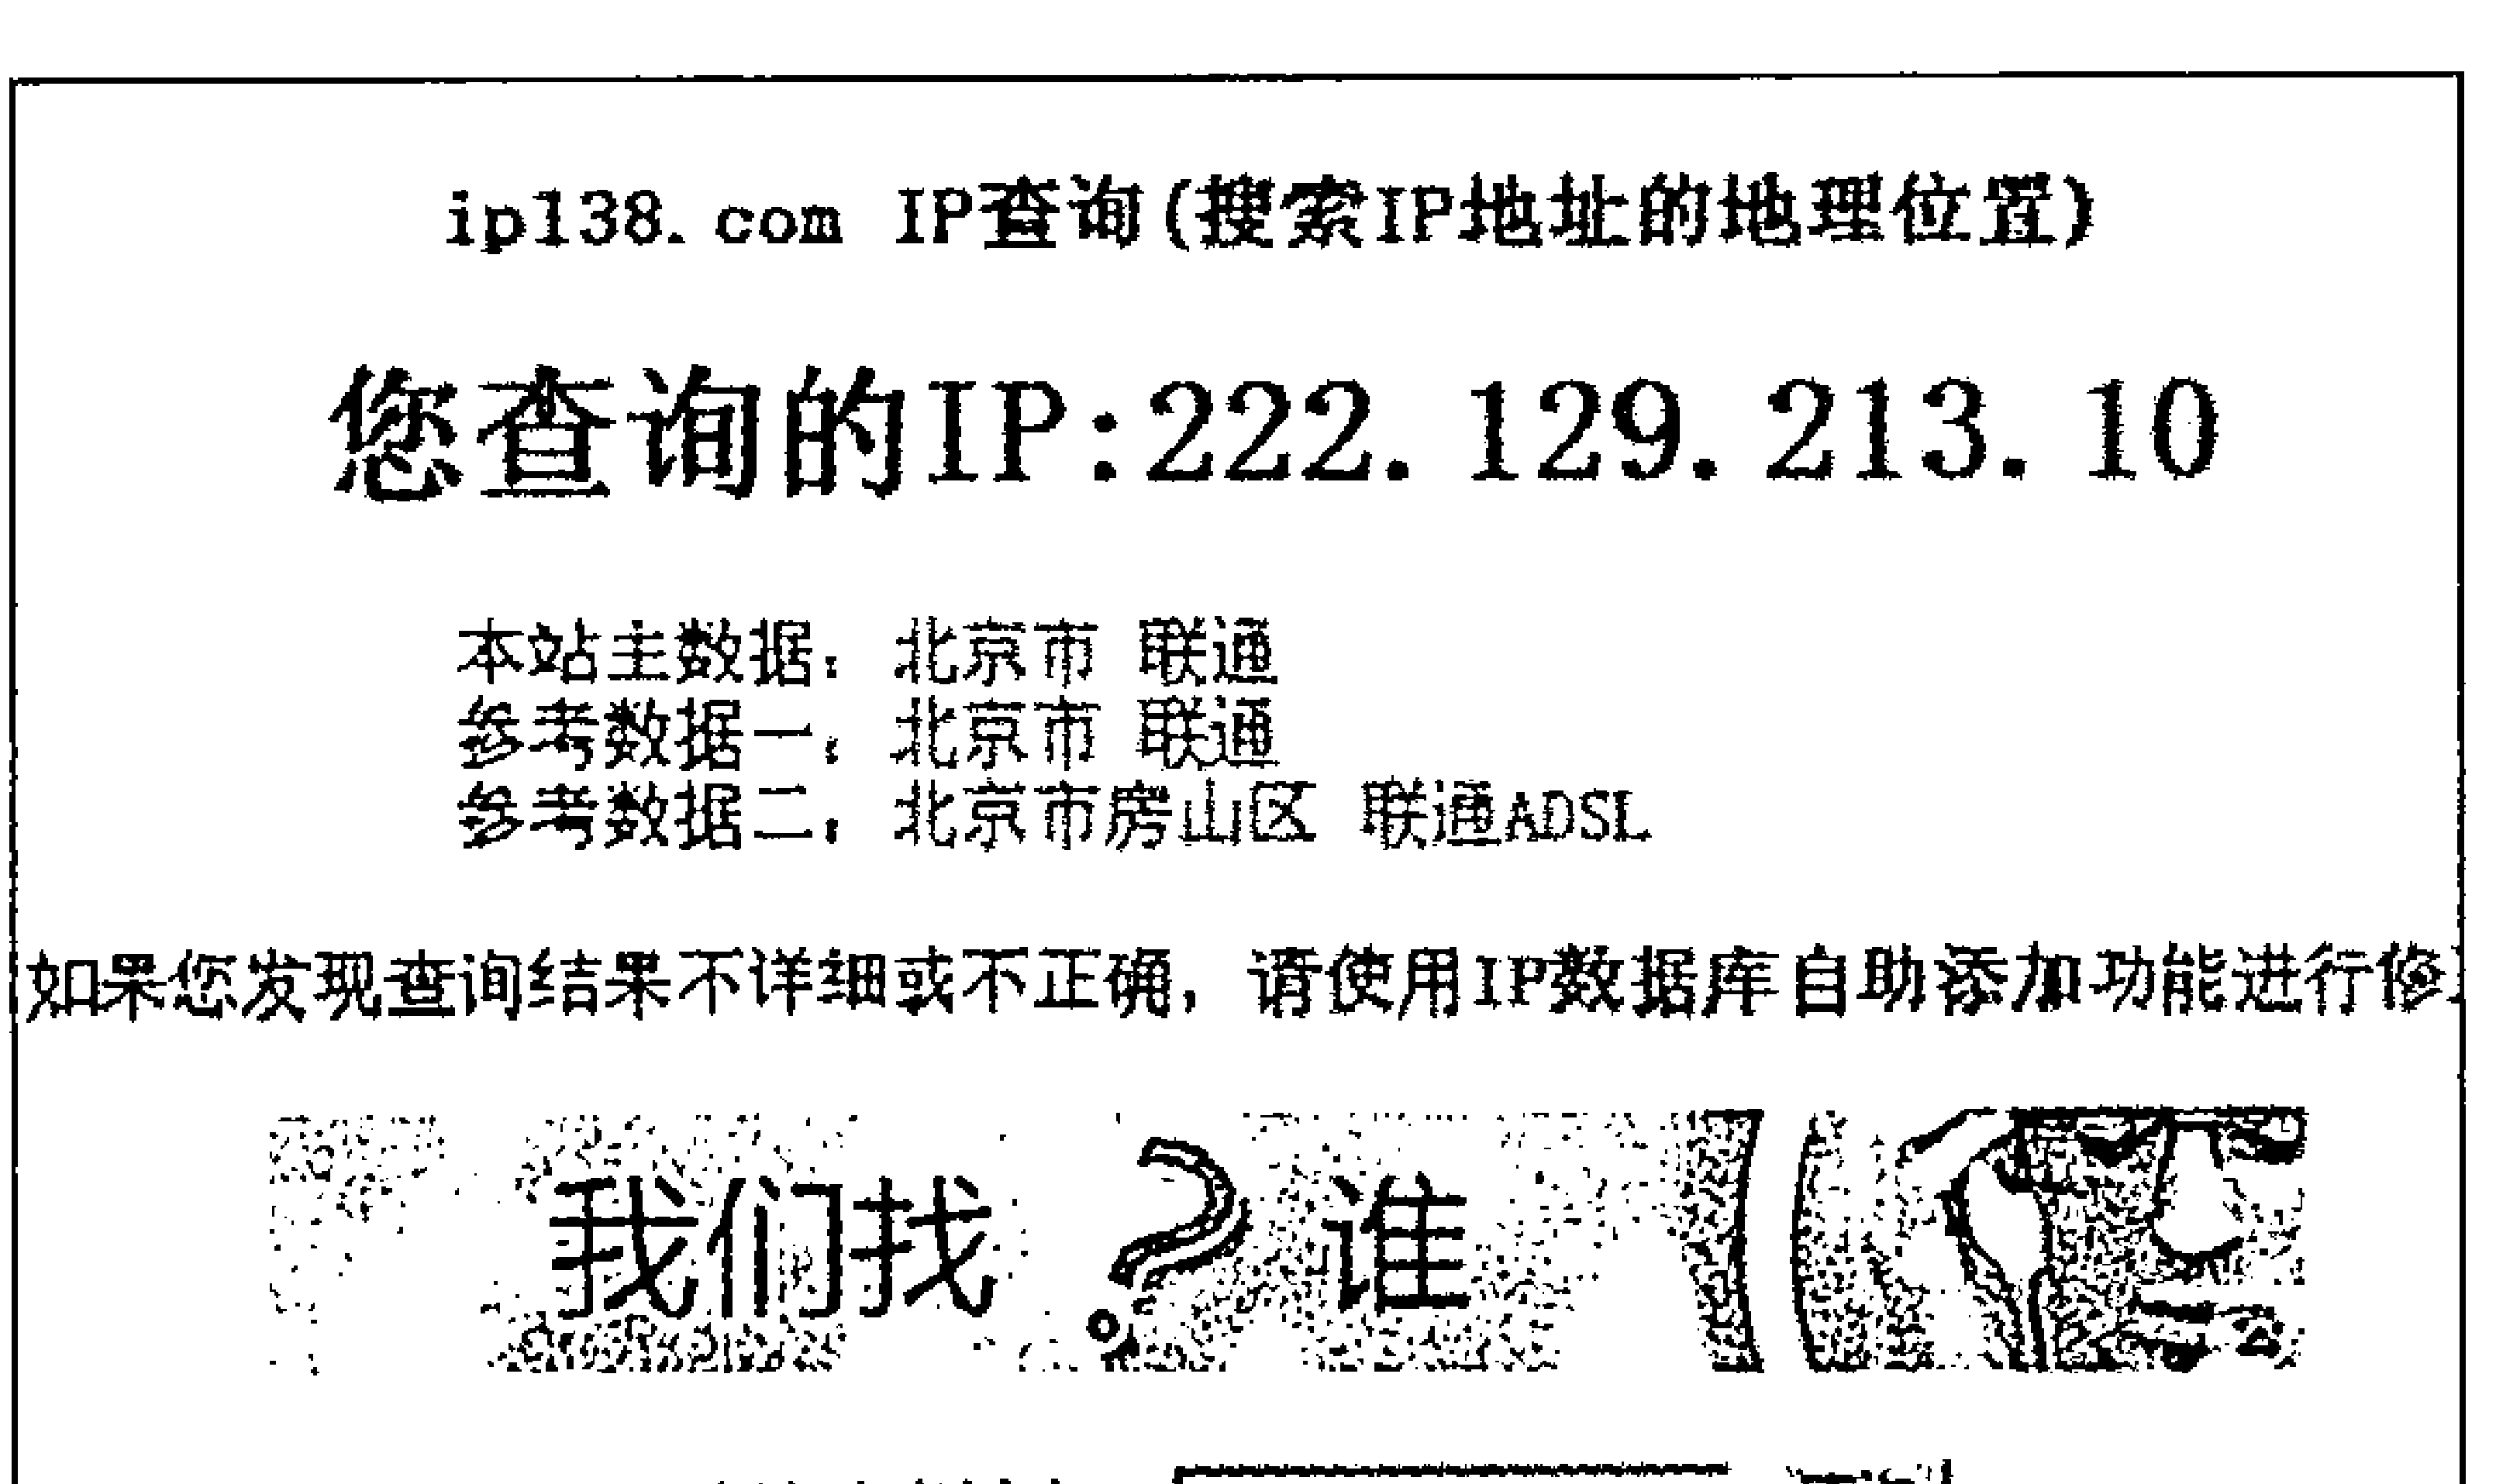 ip138.com IP查询(搜索IP地址的地理位置)
您查询的IP:222.129.213.10
本站主数据：北京市 联通
参考数据一：北京市 联通
参考数据二：北京市房山区 联通ADSL
如果您发现查询结果不详细或不正确，请使用IP数据库自助添加功能进行修
我们找?谁